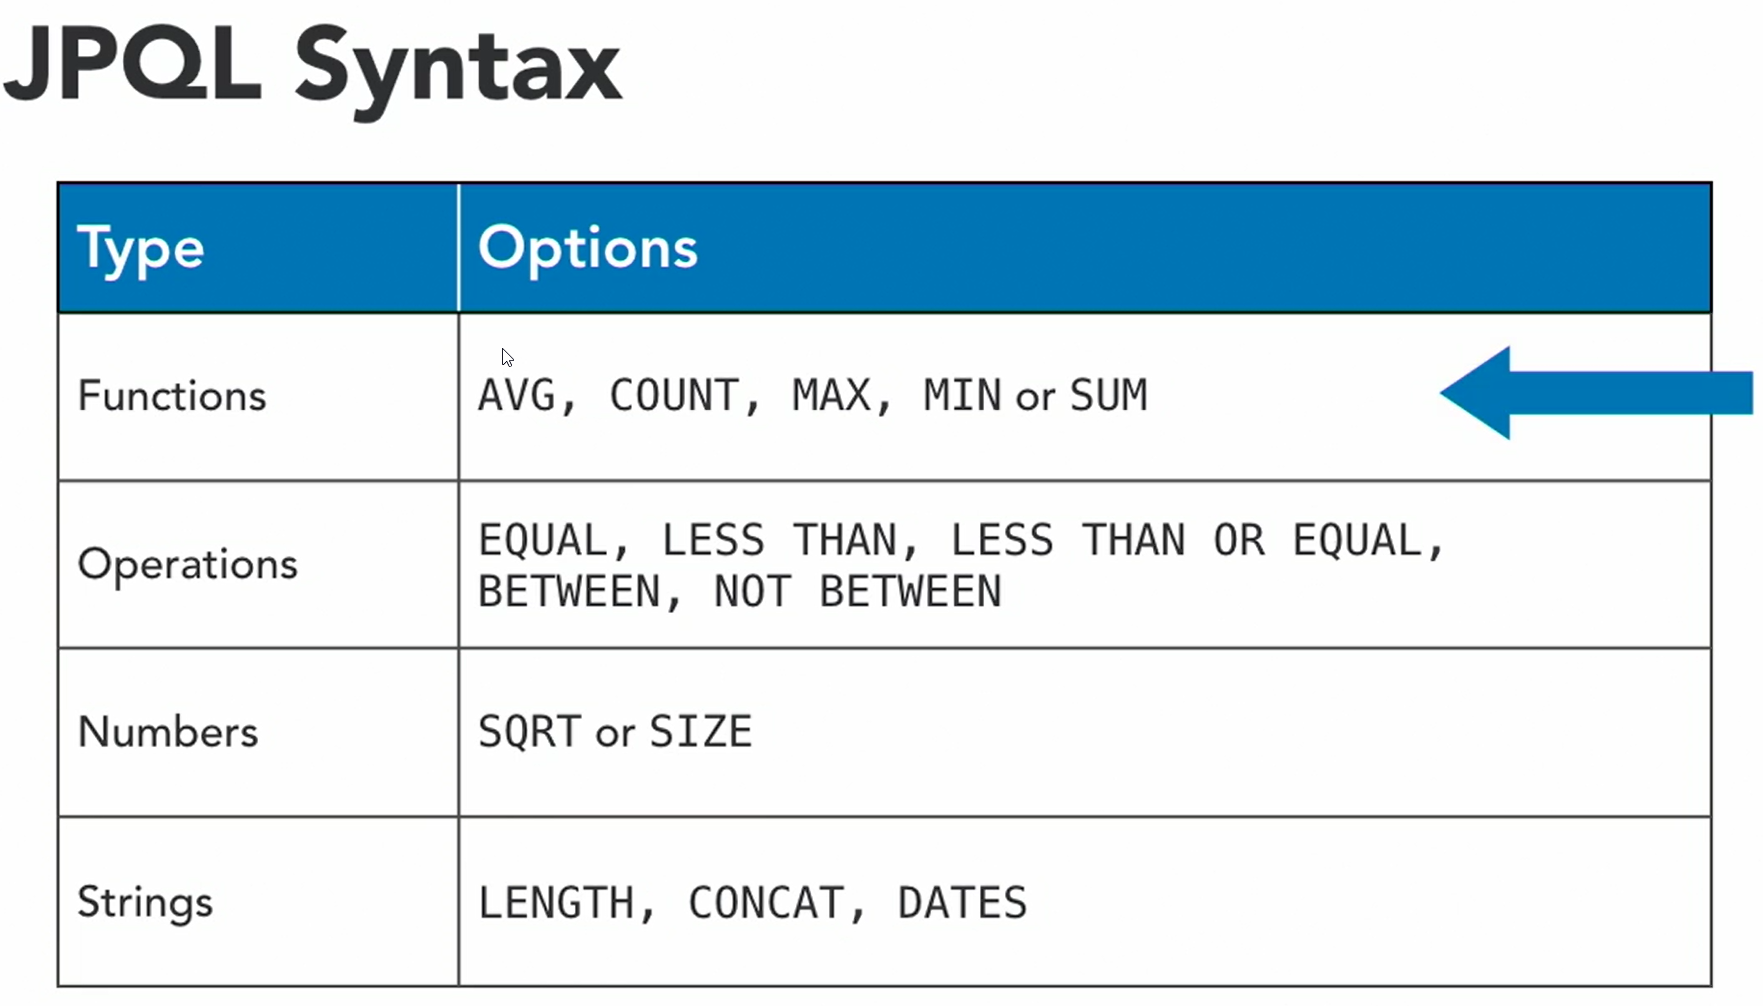 JPQL Syntax
Type Options
Functions AVG, COUNT, MAX, MIN or SUM
Operations EQUAL, LESS THAN, LESS THAN OR EQUAL,
BETWEEN, NOT BETWEEN
Numbers SQRT or SIZE
Strings LENGTH, CONCAT, DATES